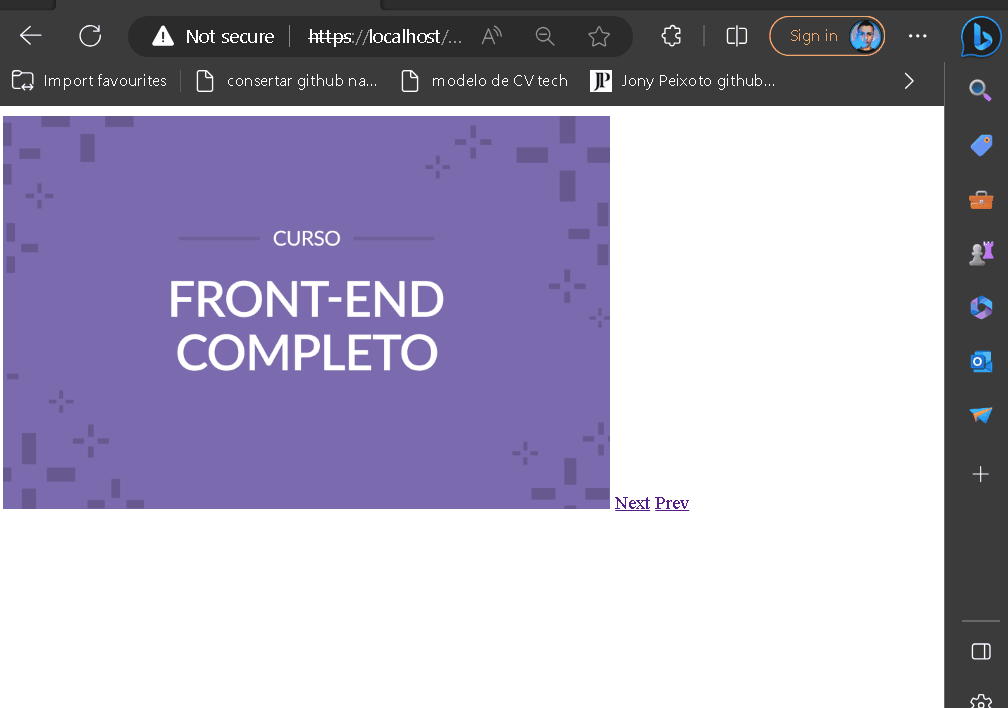 Not secure
https://localhost/...
A
Sign in
Import favourites
consertar github na...
modelo de CV tech
JP
Jony Peixoto github...
CURSO
FRONT-END
COMPLETO
Next Prev